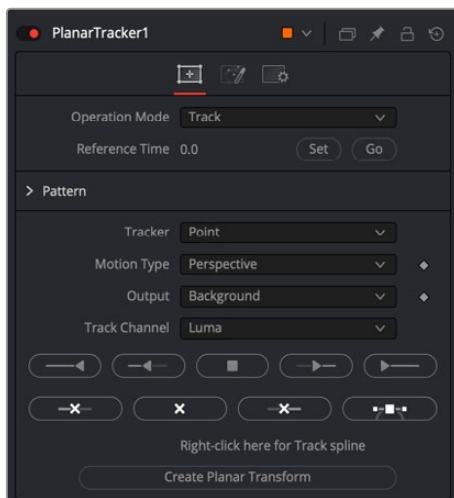 PlanarTracker1
Operation Mode Track
Reference Time 0.0 Set Go
Pattern
Tracker Point
Motion Type Perspective
Output Background
Track Channel Luma
Right-click here for Track spline
Create Planar Transform